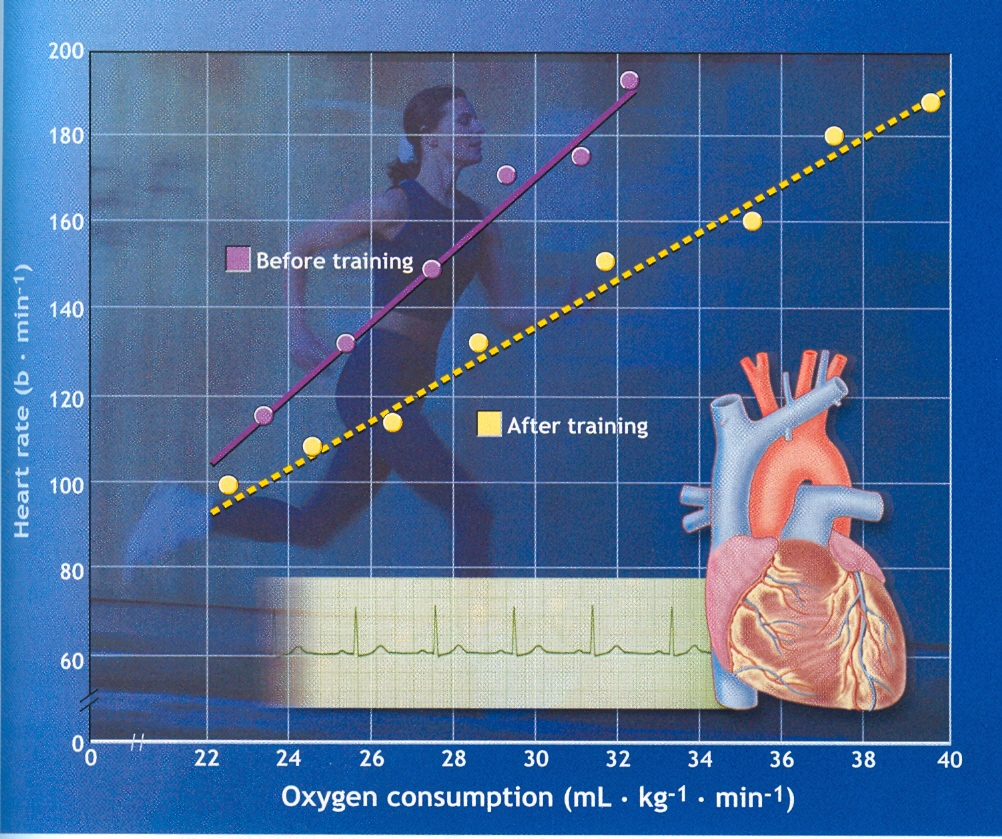 200
180
160
140
120
100
80
60
0
Heart rate (b · min-1)
Before training
After training
0 22 24 26 28 30 32 34 36 38 40
Oxygen consumption (mL · kg-1 · min-1)